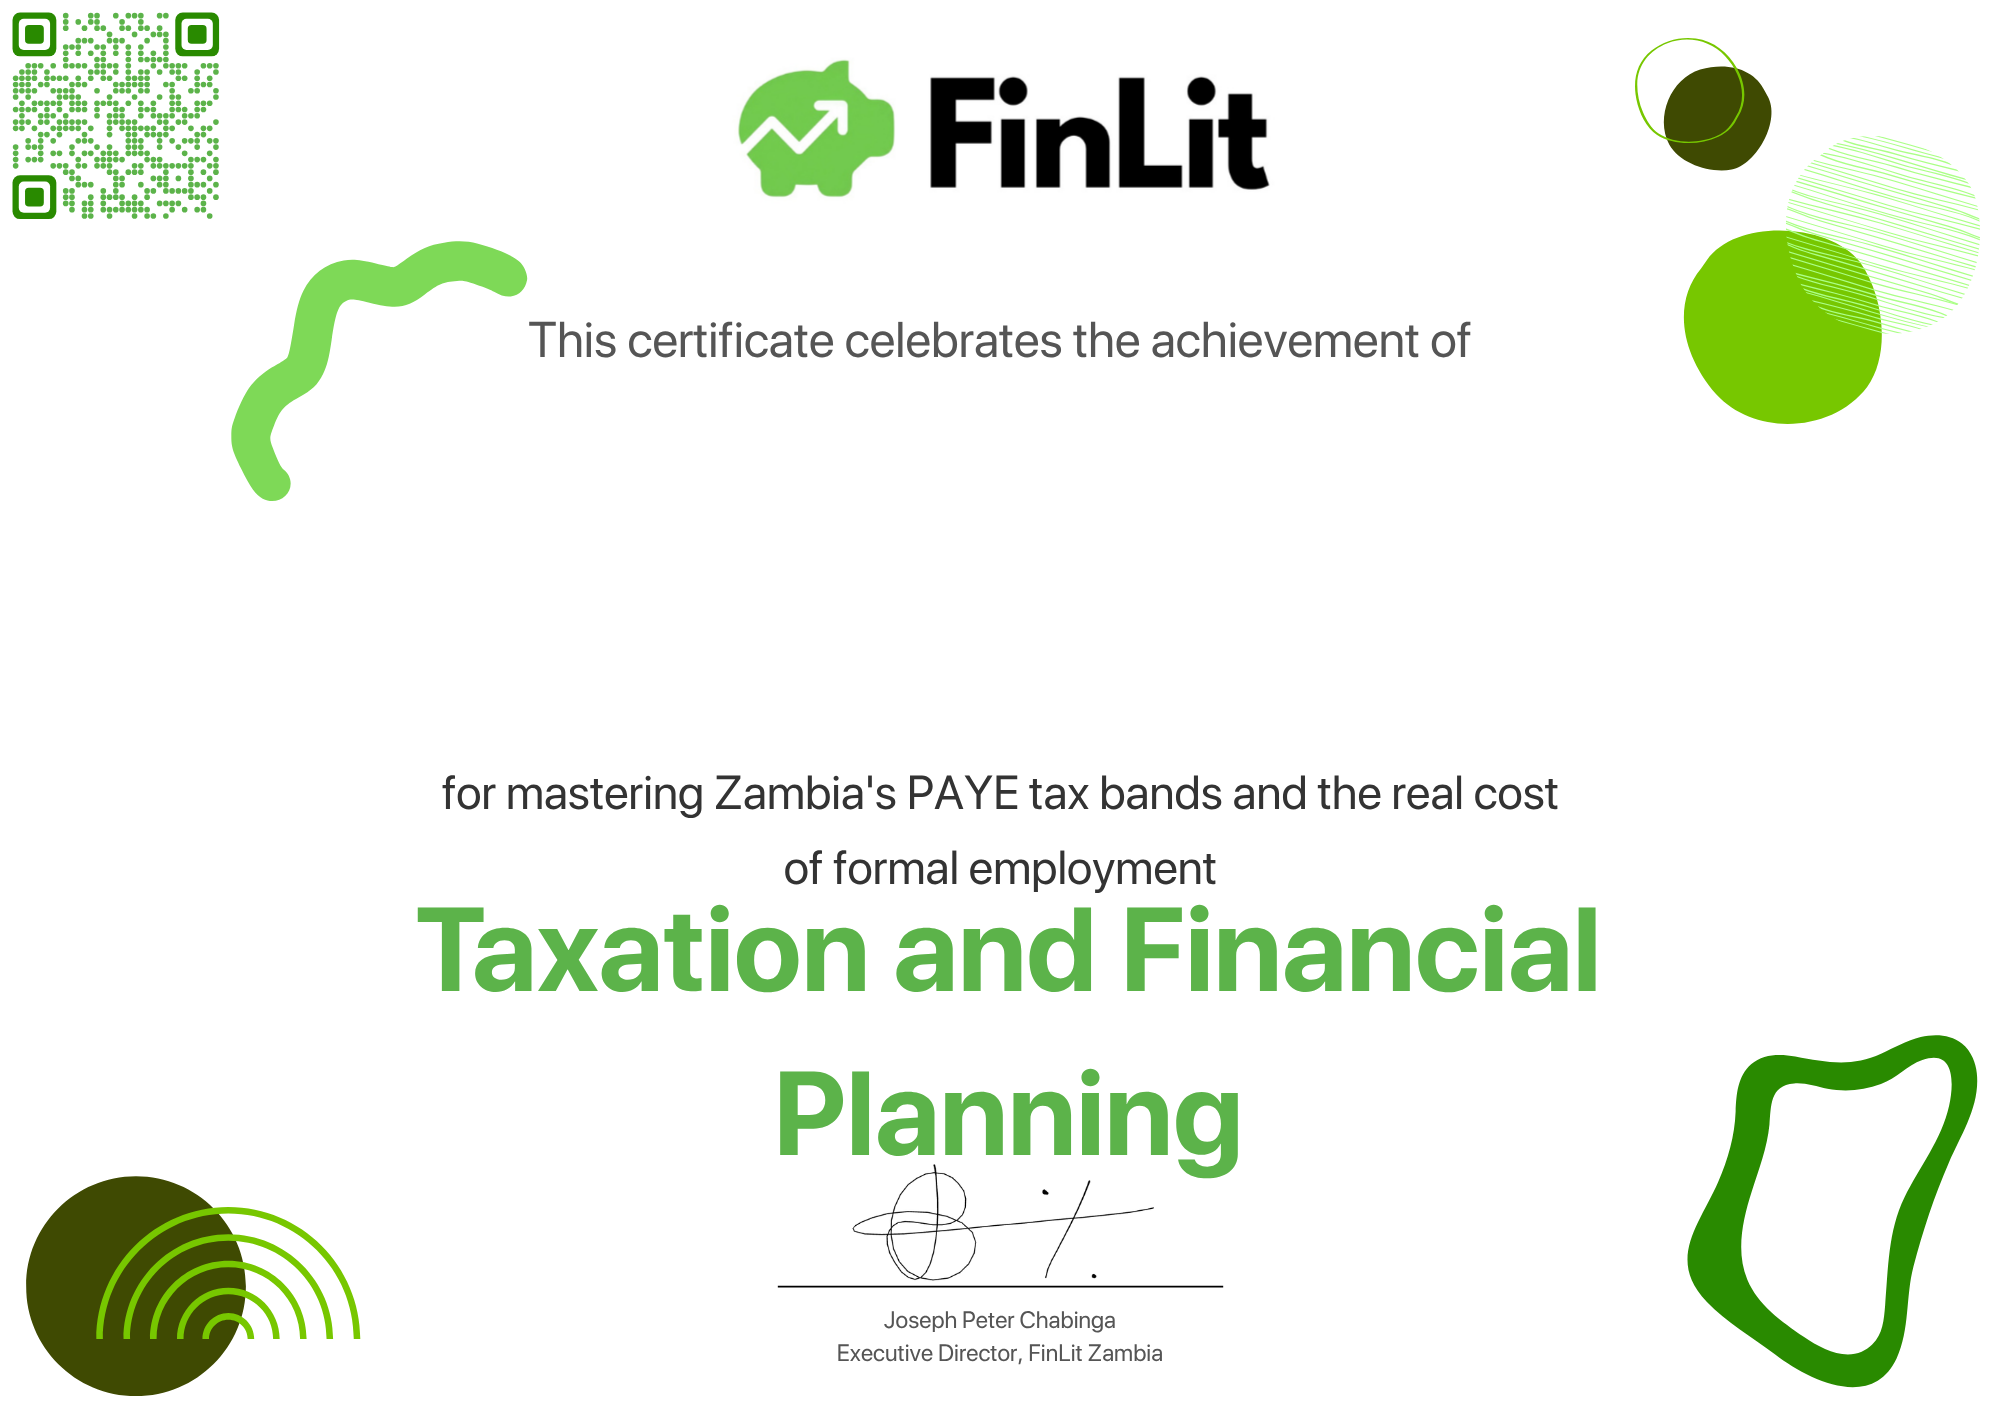 FinLit
This certificate celebrates the achievement of
for mastering Zambia's PAYE tax bands and the real cost
of formal employment
Taxation and Financial
Planning
Joseph Peter Chabinga
Executive Director, FinLit Zambia